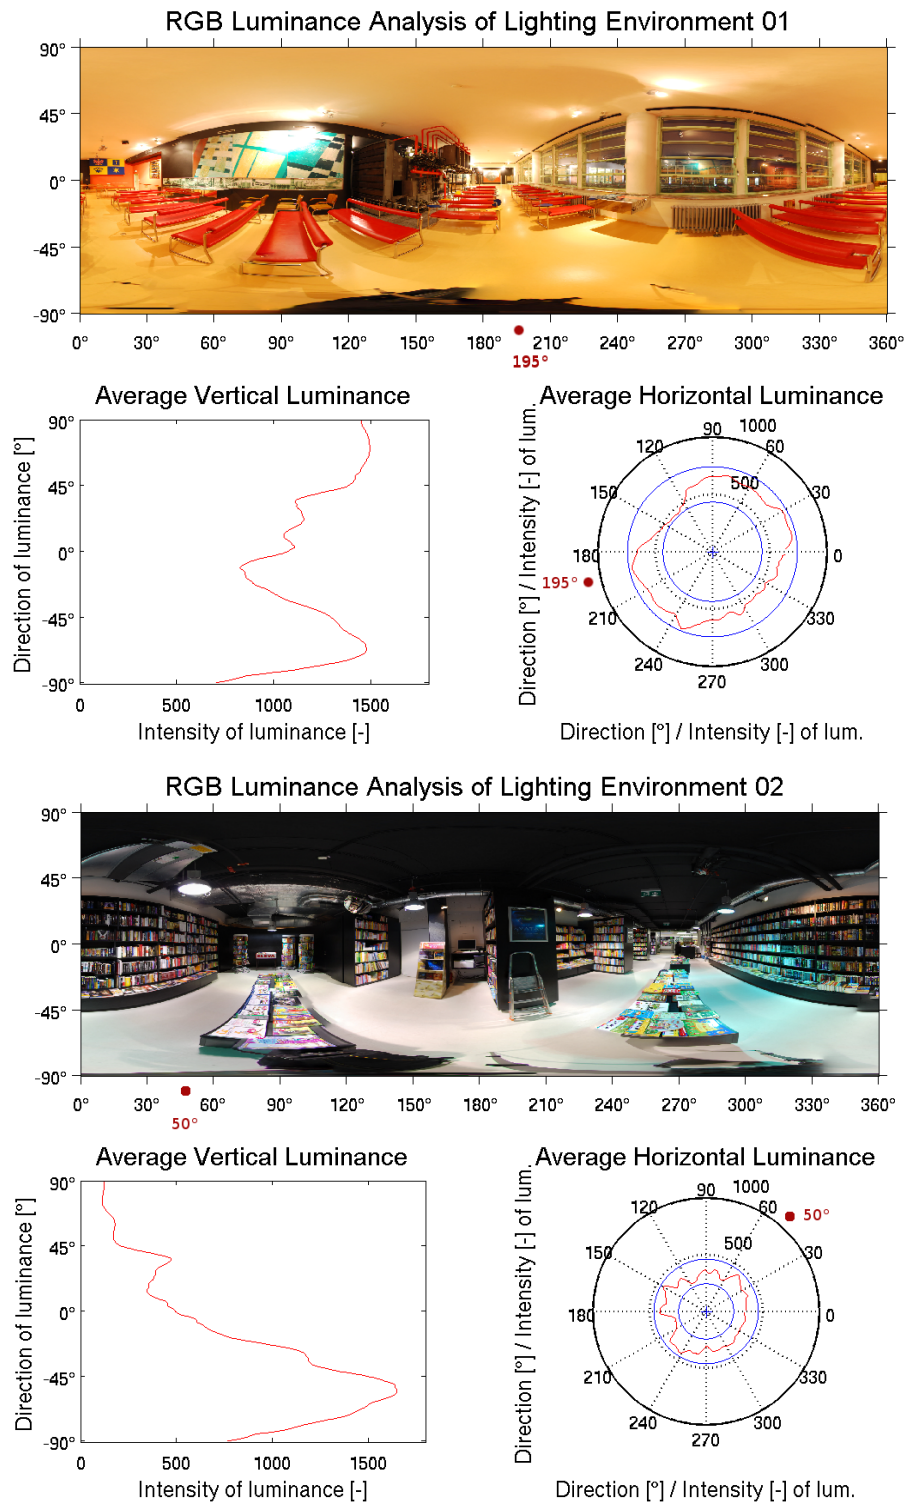 RGB Luminance Analysis of Lighting Environment 01
90°
45°
0°
-45°
-90°
0° 30° 60° 90° 120° 150° 180° 210° 240° 270° 300° 330° 360°
195°
Average Vertical Luminance
Direction of luminance [°]
90°
45°
0°
-45°
-90°
0 500 1000 1500
Intensity of luminance [-]
Average Horizontal Luminance
Direction [°] / Intensity [-] of lum.
90 1000
120 60
500
150 30
180 0
195°
210 330
240 300
270
Direction [°] / Intensity [-] of lum.
RGB Luminance Analysis of Lighting Environment 02
90°
45°
0°
-45°
-90°
0° 30° 60° 90° 120° 150° 180° 210° 240° 270° 300° 330° 360°
50°
Average Vertical Luminance
Direction of luminance [°]
90°
45°
0°
-45°
-90°
0 500 1000 1500
Intensity of luminance [-]
Average Horizontal Luminance
Direction [°] / Intensity [-] of lum.
90 1000
120 60 50°
500
150 30
180 0
210 330
240 300
270
Direction [°] / Intensity [-] of lum.